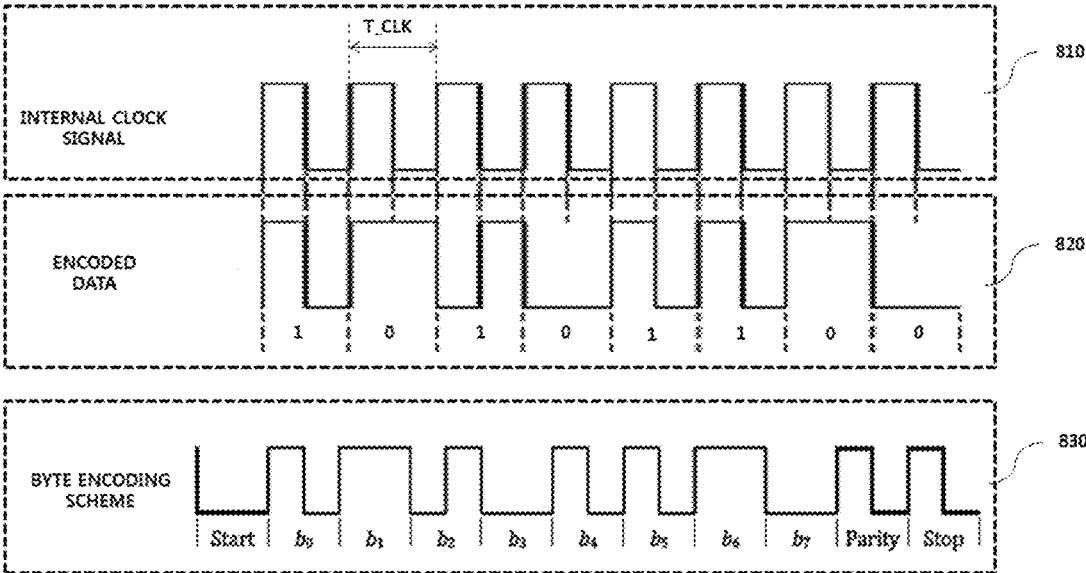 T_CLK
810
INTERNAL CLOCK
SIGNAL
820
ENCODED
DATA
1 0 1 0 1 1 0 0
830
BYTE ENCODING
SCHEME
Start b0 b1 b2 b3 b4 b5 b6 b7 Parity Stop